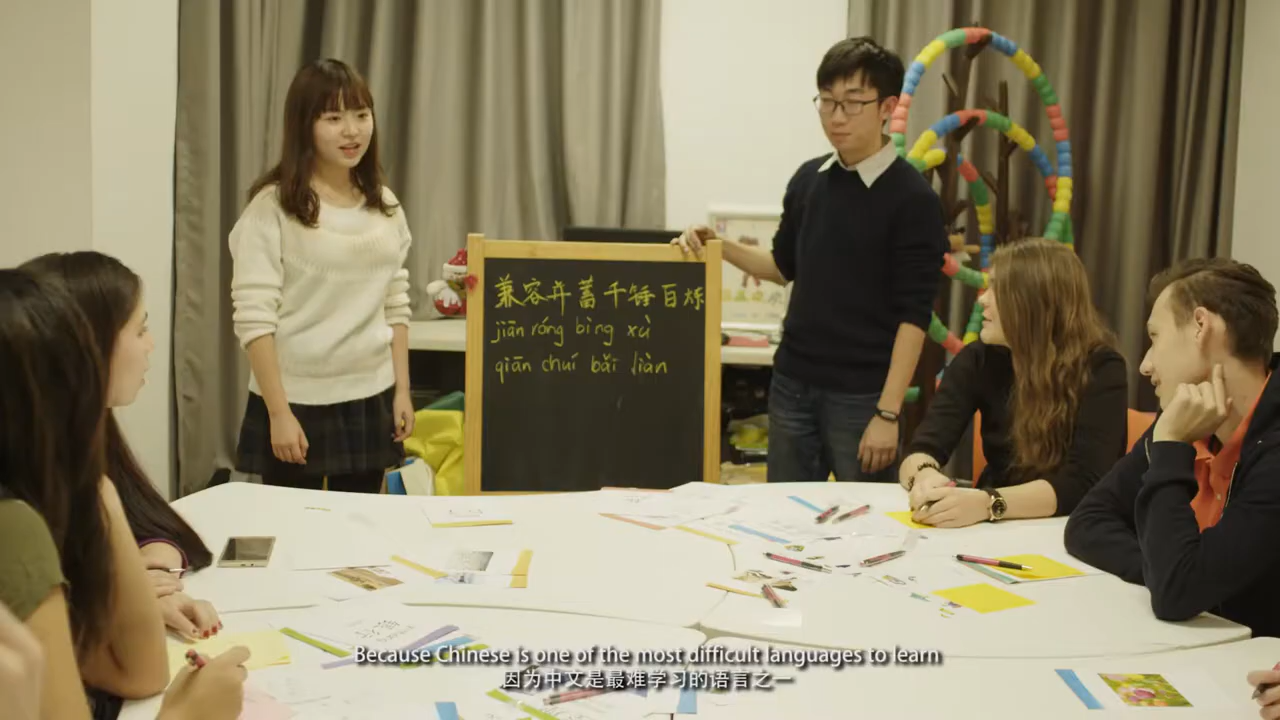 兼容并蓄千锤百炼
jiān róng bìng xù
qiān chuí bǎi liàn
Because Chinese is one of the most difficult languages to learn
因为中文是最难学习的语言之一